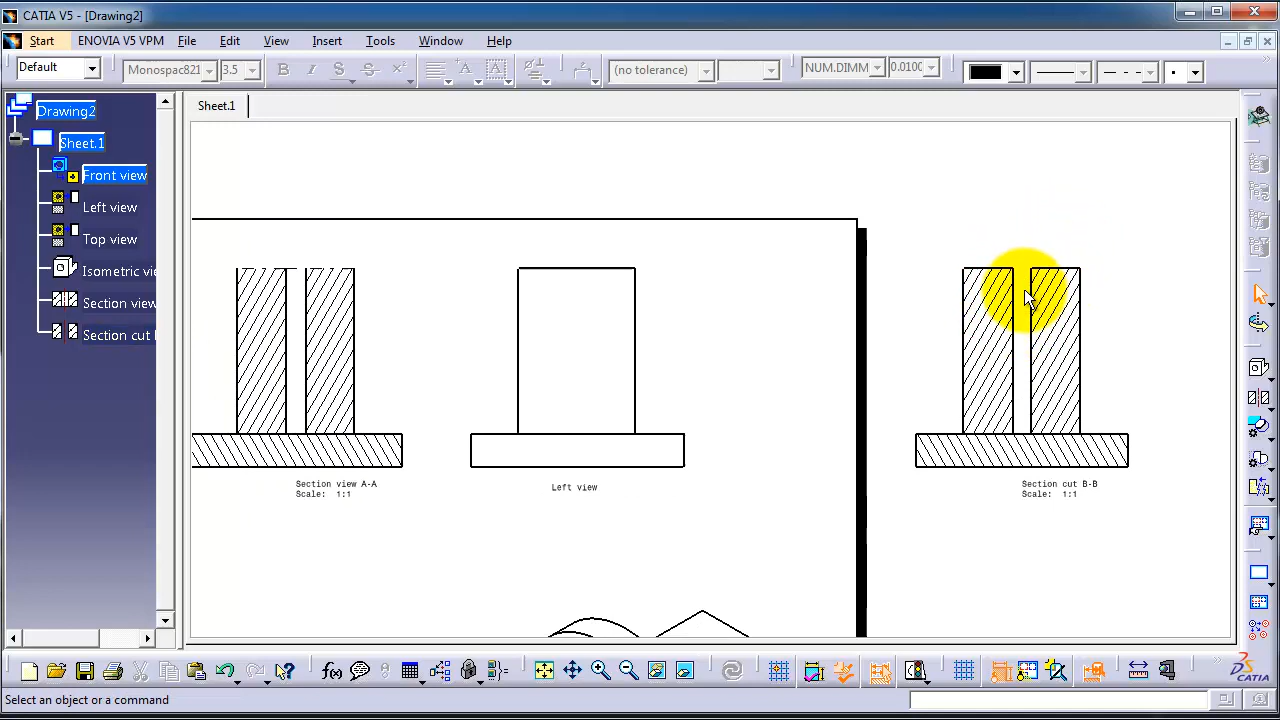 CATIA V5 - [Drawing2]
Start ENOVIA V5 VPM File Edit View Insert Tools Window Help
Default Monospac821 3.5 B I S S (no tolerance) NUM.DIMM 0.0100
Sheet.1
Drawing2
Sheet.1
Front view
Left view
Top view
Isometric vie
Section view
Section cut
Section view A-A
Scale: 1:1
Left view
Section cut B-B
Scale: 1:1
f(x)
CATIA
Select an object or a command